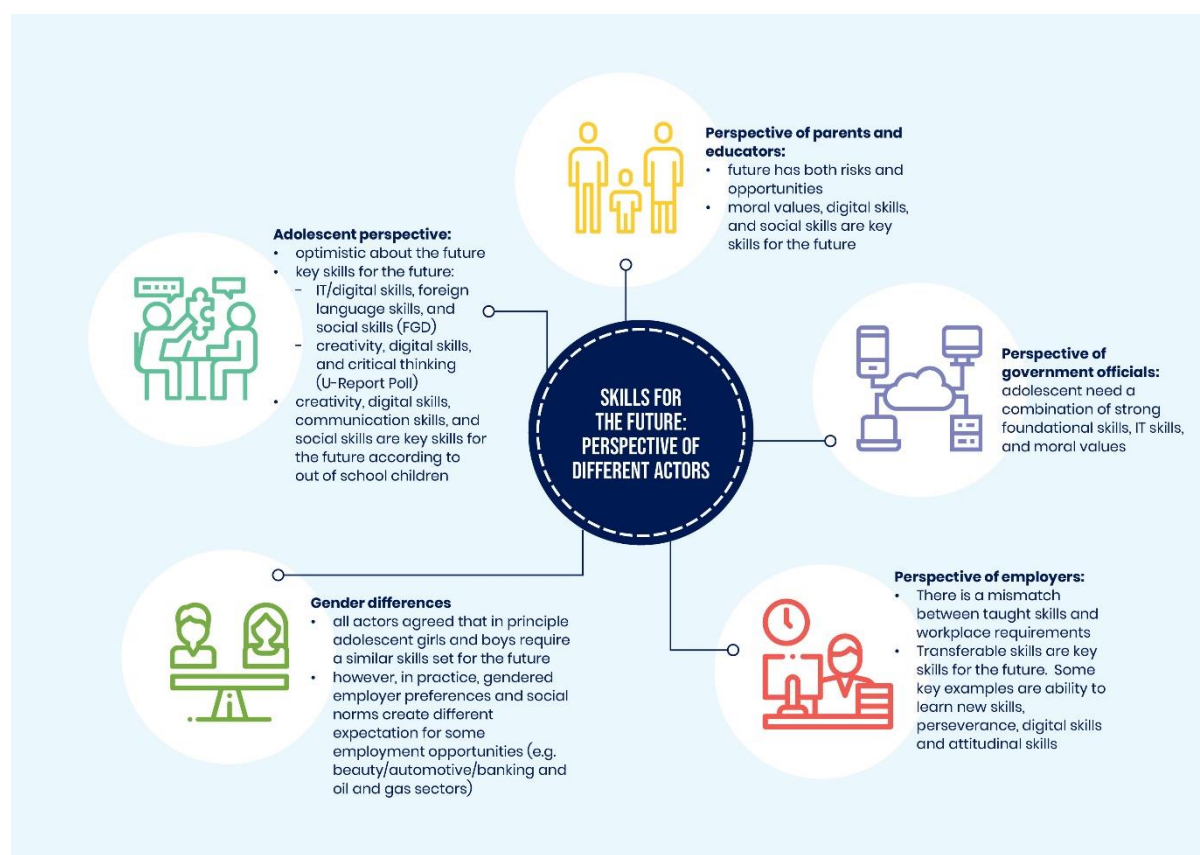 Perspective of parents and
educators:
• future has both risks and
opportunities
• moral values, digital skills,
and social skills are key
skills for the future
Adolescent perspective:
• optimistic about the future
• key skills for the future:
- IT/digital skills, foreign
language skills, and
social skills (FGD)
- creativity, digital skills,
and critical thinking
(U-Report Poll)
• creativity, digital skills,
communication skills, and
social skills are key skills for
the future according to
out of school children
SKILLS FOR
THE FUTURE:
PERSPECTIVE OF
DIFFERENT ACTORS
Perspective of
government officials:
adolescent need a
combination of strong
foundational skills, IT skills,
and moral values
Gender differences
• all actors agreed that in principle
adolescent girls and boys require
a similar skills set for the future
• however, in practice, gendered
employer preferences and social
norms create different
expectation for some
employment opportunities (e.g.
beauty/automotive/banking and
oil and gas sectors)
Perspective of employers:
• There is a mismatch
between taught skills and
workplace requirements
• Transferable skills are key
skills for the future. Some
key examples are ability to
learn new skills,
perseverance, digital skills
and attitudinal skills